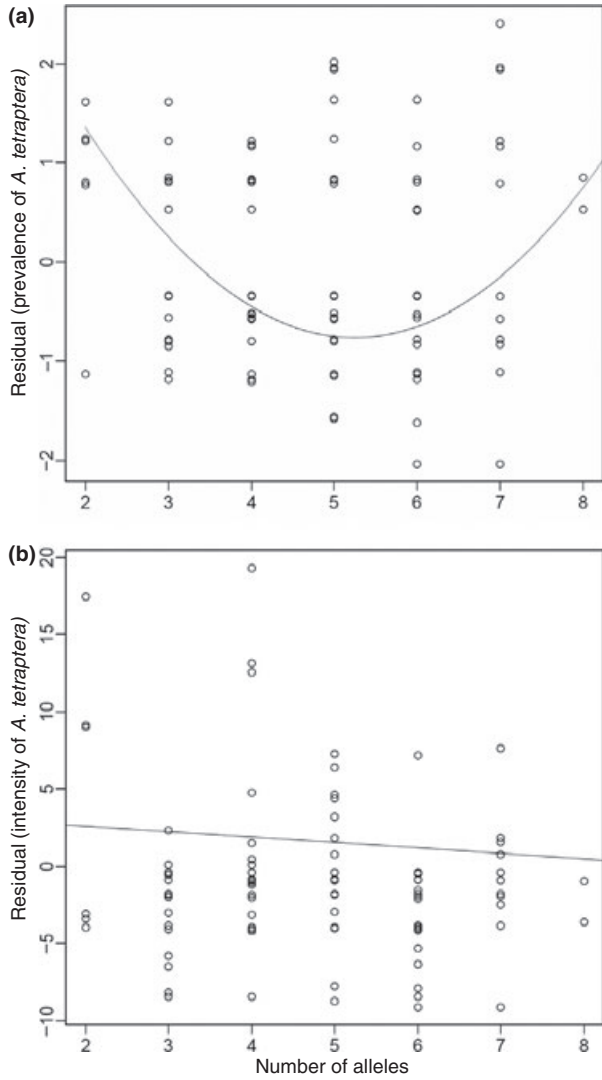 (a)
Residual (prevalence of A. tetraptera)
2
1
0
−1
−2
2 3 4 5 6 7 8
(b)
Residual (intensity of A. tetraptera)
20
15
10
5
0
−5
−10
2 3 4 5 6 7 8
Number of alleles